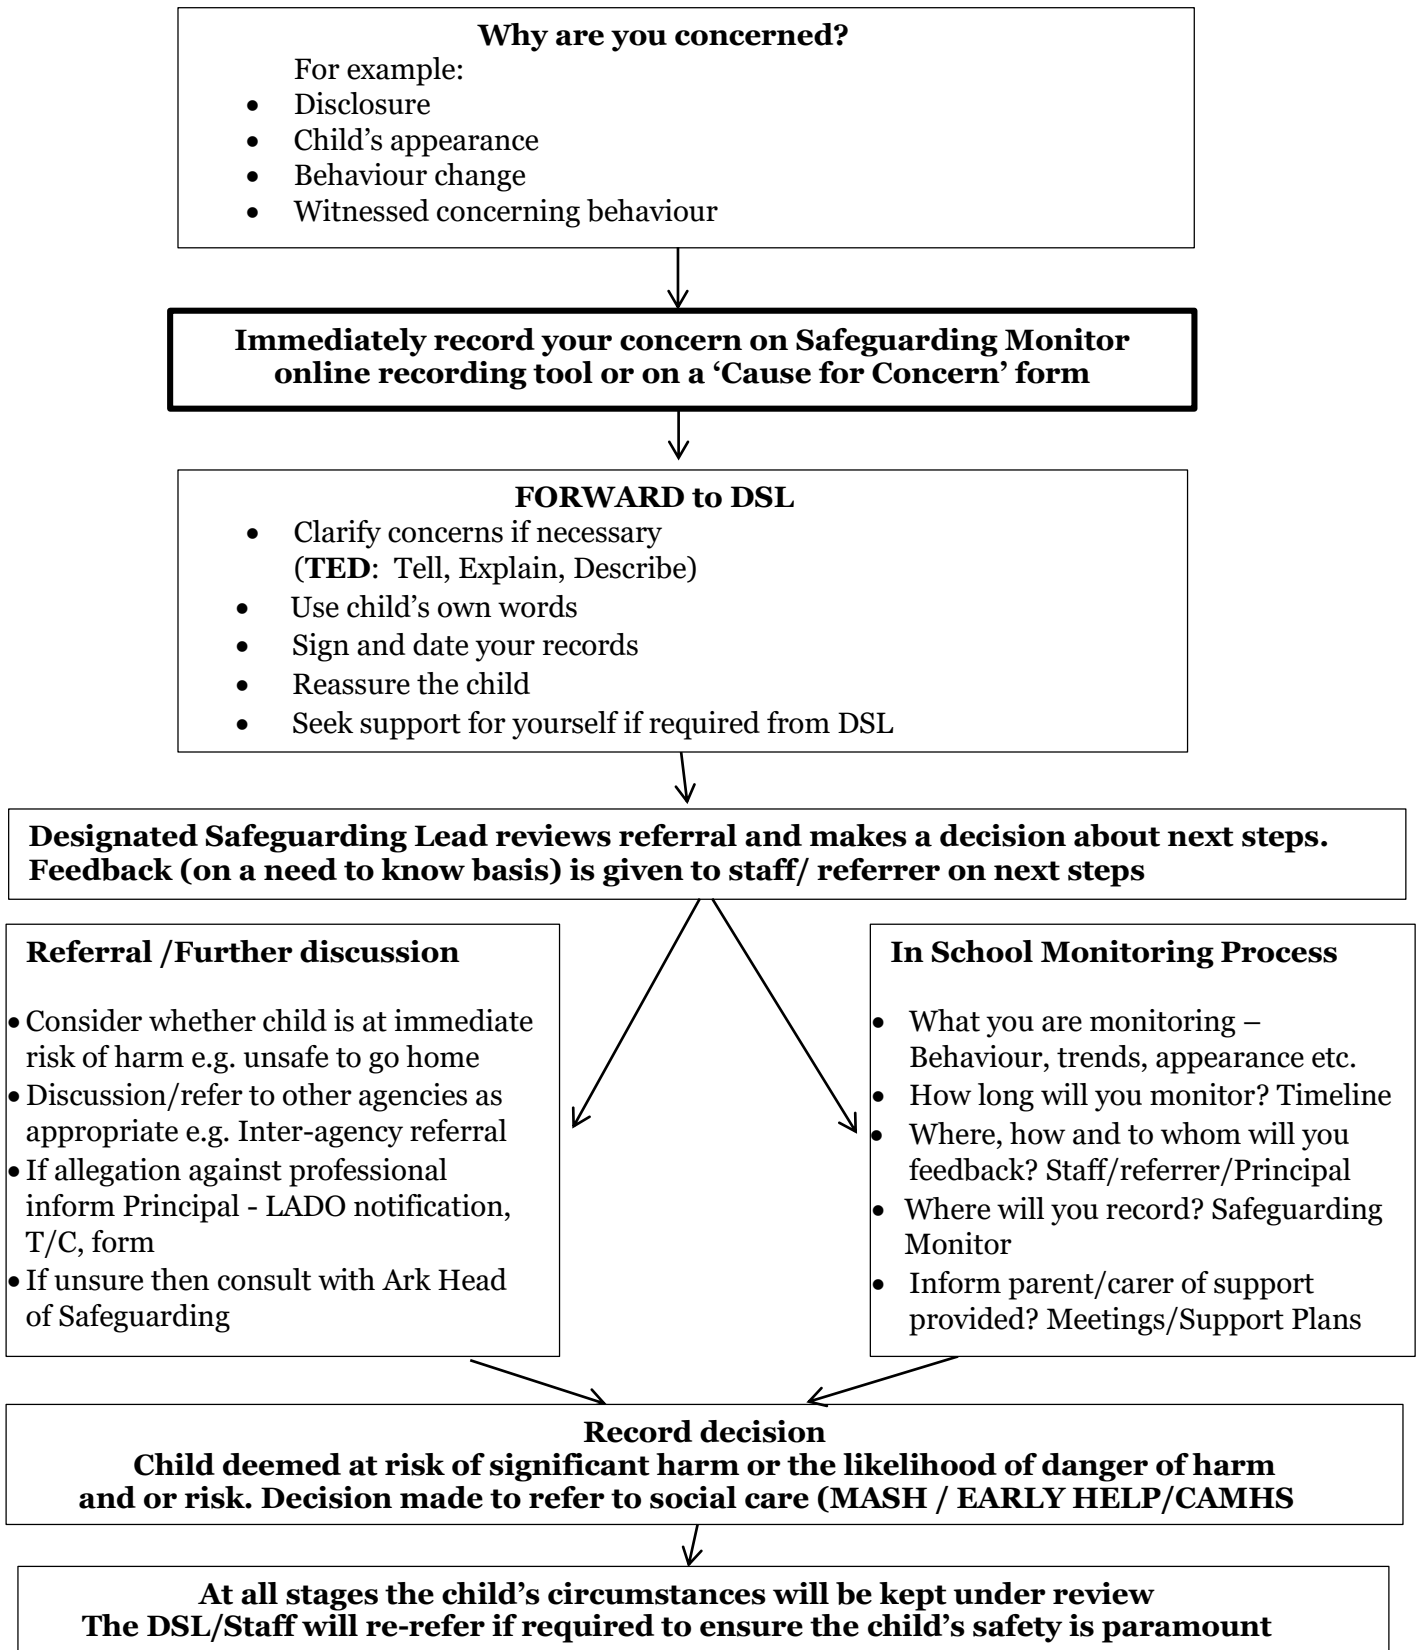 Why are you concerned?
For example:
• Disclosure
• Child’s appearance
• Behaviour change
• Witnessed concerning behaviour
Immediately record your concern on Safeguarding Monitor
online recording tool or on a ‘Cause for Concern’ form
FORWARD to DSL
• Clarify concerns if necessary
(TED: Tell, Explain, Describe)
• Use child’s own words
• Sign and date your records
• Reassure the child
• Seek support for yourself if required from DSL
Designated Safeguarding Lead reviews referral and makes a decision about next steps.
Feedback (on a need to know basis) is given to staff/ referrer on next steps
Referral /Further discussion
• Consider whether child is at immediate
risk of harm e.g. unsafe to go home
• Discussion/refer to other agencies as
appropriate e.g. Inter-agency referral
• If allegation against professional
inform Principal - LADO notification,
T/C, form
• If unsure then consult with Ark Head
of Safeguarding
In School Monitoring Process
• What you are monitoring –
Behaviour, trends, appearance etc.
• How long will you monitor? Timeline
• Where, how and to whom will you
feedback? Staff/referrer/Principal
• Where will you record? Safeguarding
Monitor
• Inform parent/carer of support
provided? Meetings/Support Plans
Record decision
Child deemed at risk of significant harm or the likelihood of danger of harm
and or risk. Decision made to refer to social care (MASH / EARLY HELP/CAMHS
At all stages the child’s circumstances will be kept under review
The DSL/Staff will re-refer if required to ensure the child’s safety is paramount